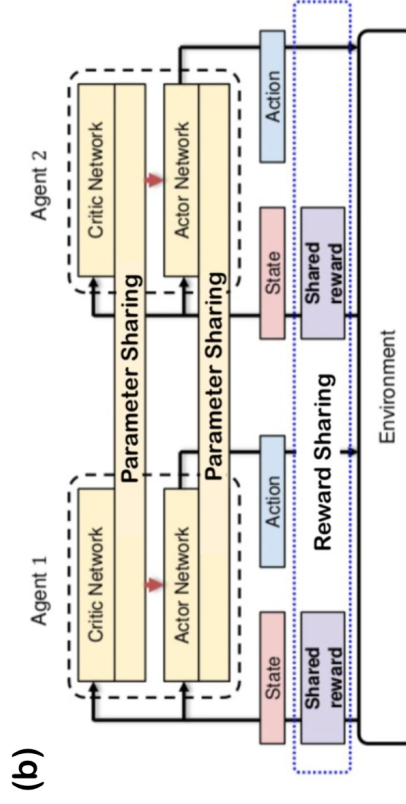 (b)
Agent 1
Agent 2
Critic Network
Critic Network
Parameter Sharing
Actor Network
Actor Network
Parameter Sharing
State
Action
State
Action
Shared
reward
Reward Sharing
Shared
reward
Environment